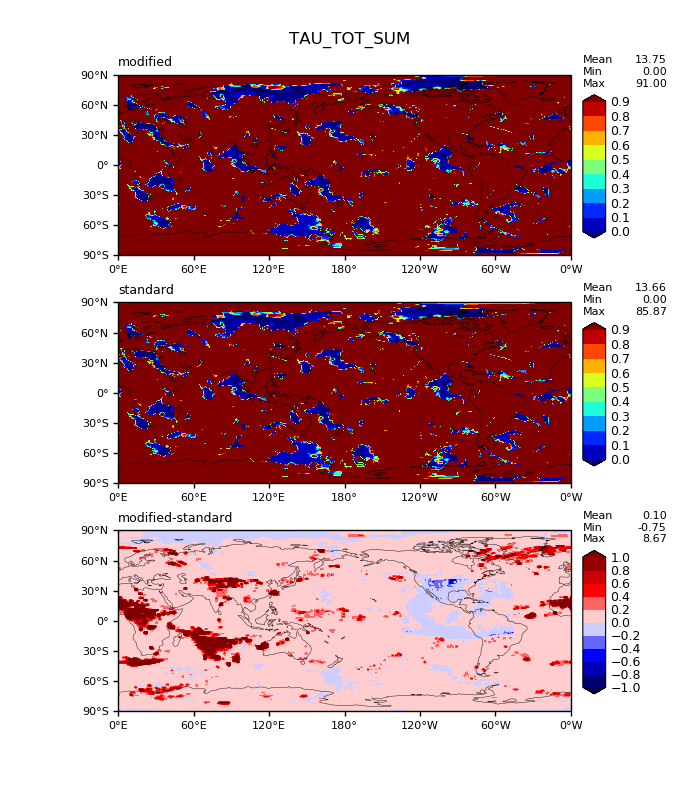 TAU_TOT_SUM
modified
Mean 13.75
Min 0.00
Max 91.00
90°N
60°N
30°N
0°
30°S
60°S
90°S
0°E 60°E 120°E 180° 120°W 60°W 0°W
0.9
0.8
0.7
0.6
0.5
0.4
0.3
0.2
0.1
0.0
standard
Mean 13.66
Min 0.00
Max 85.87
90°N
60°N
30°N
0°
30°S
60°S
90°S
0°E 60°E 120°E 180° 120°W 60°W 0°W
0.9
0.8
0.7
0.6
0.5
0.4
0.3
0.2
0.1
0.0
modified-standard
Mean 0.10
Min -0.75
Max 8.67
90°N
60°N
30°N
0°
30°S
60°S
90°S
0°E 60°E 120°E 180° 120°W 60°W 0°W
1.0
0.8
0.6
0.4
0.2
0.0
−0.2
−0.4
−0.6
−0.8
−1.0